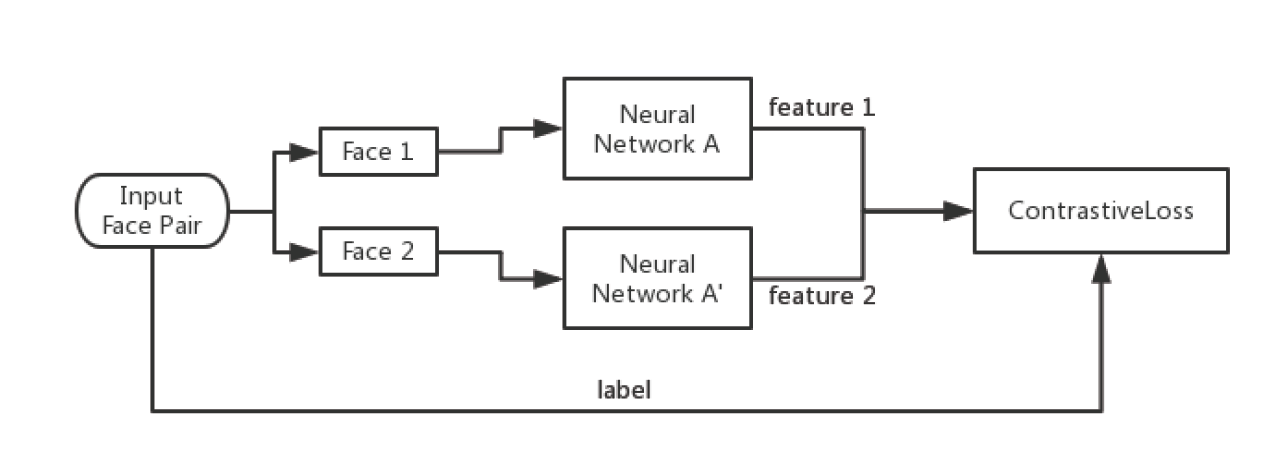 Input
Face Pair
Face 1
Face 2
Neural
Network A
Neural
Network A'
feature 1
feature 2
ContrastiveLoss
label